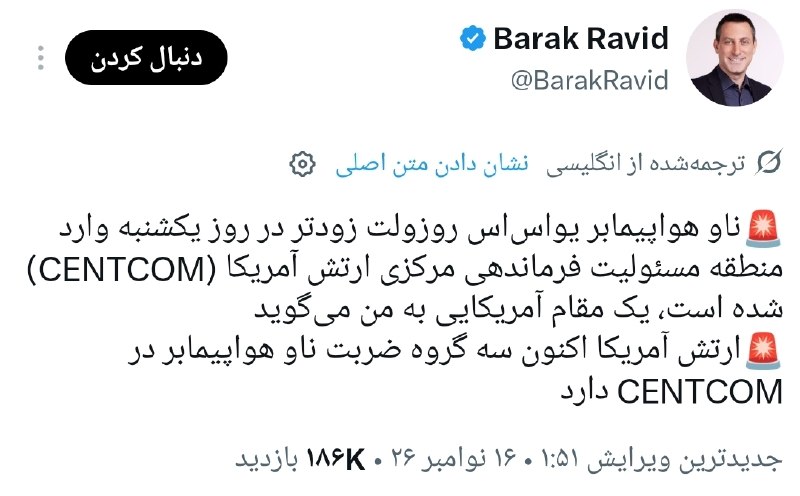 Barak Ravid
@BarakRavid
دنبال کردن
ترجمه‌شده از انگلیسی نشان دادن متن اصلی
🚨ناو هواپیمابر یواس‌اس روزولت زودتر در روز یکشنبه وارد
منطقه مسئولیت فرماندهی مرکزی ارتش آمریکا (CENTCOM)
شده است، یک مقام آمریکایی به من می‌گوید
🚨ارتش آمریکا اکنون سه گروه ضربت ناو هواپیمابر در
CENTCOM دارد
جدیدترین ویرایش ۱:۵۱ • ۱۶ نوامبر ۲۶ • ۱۸۶K بازدید